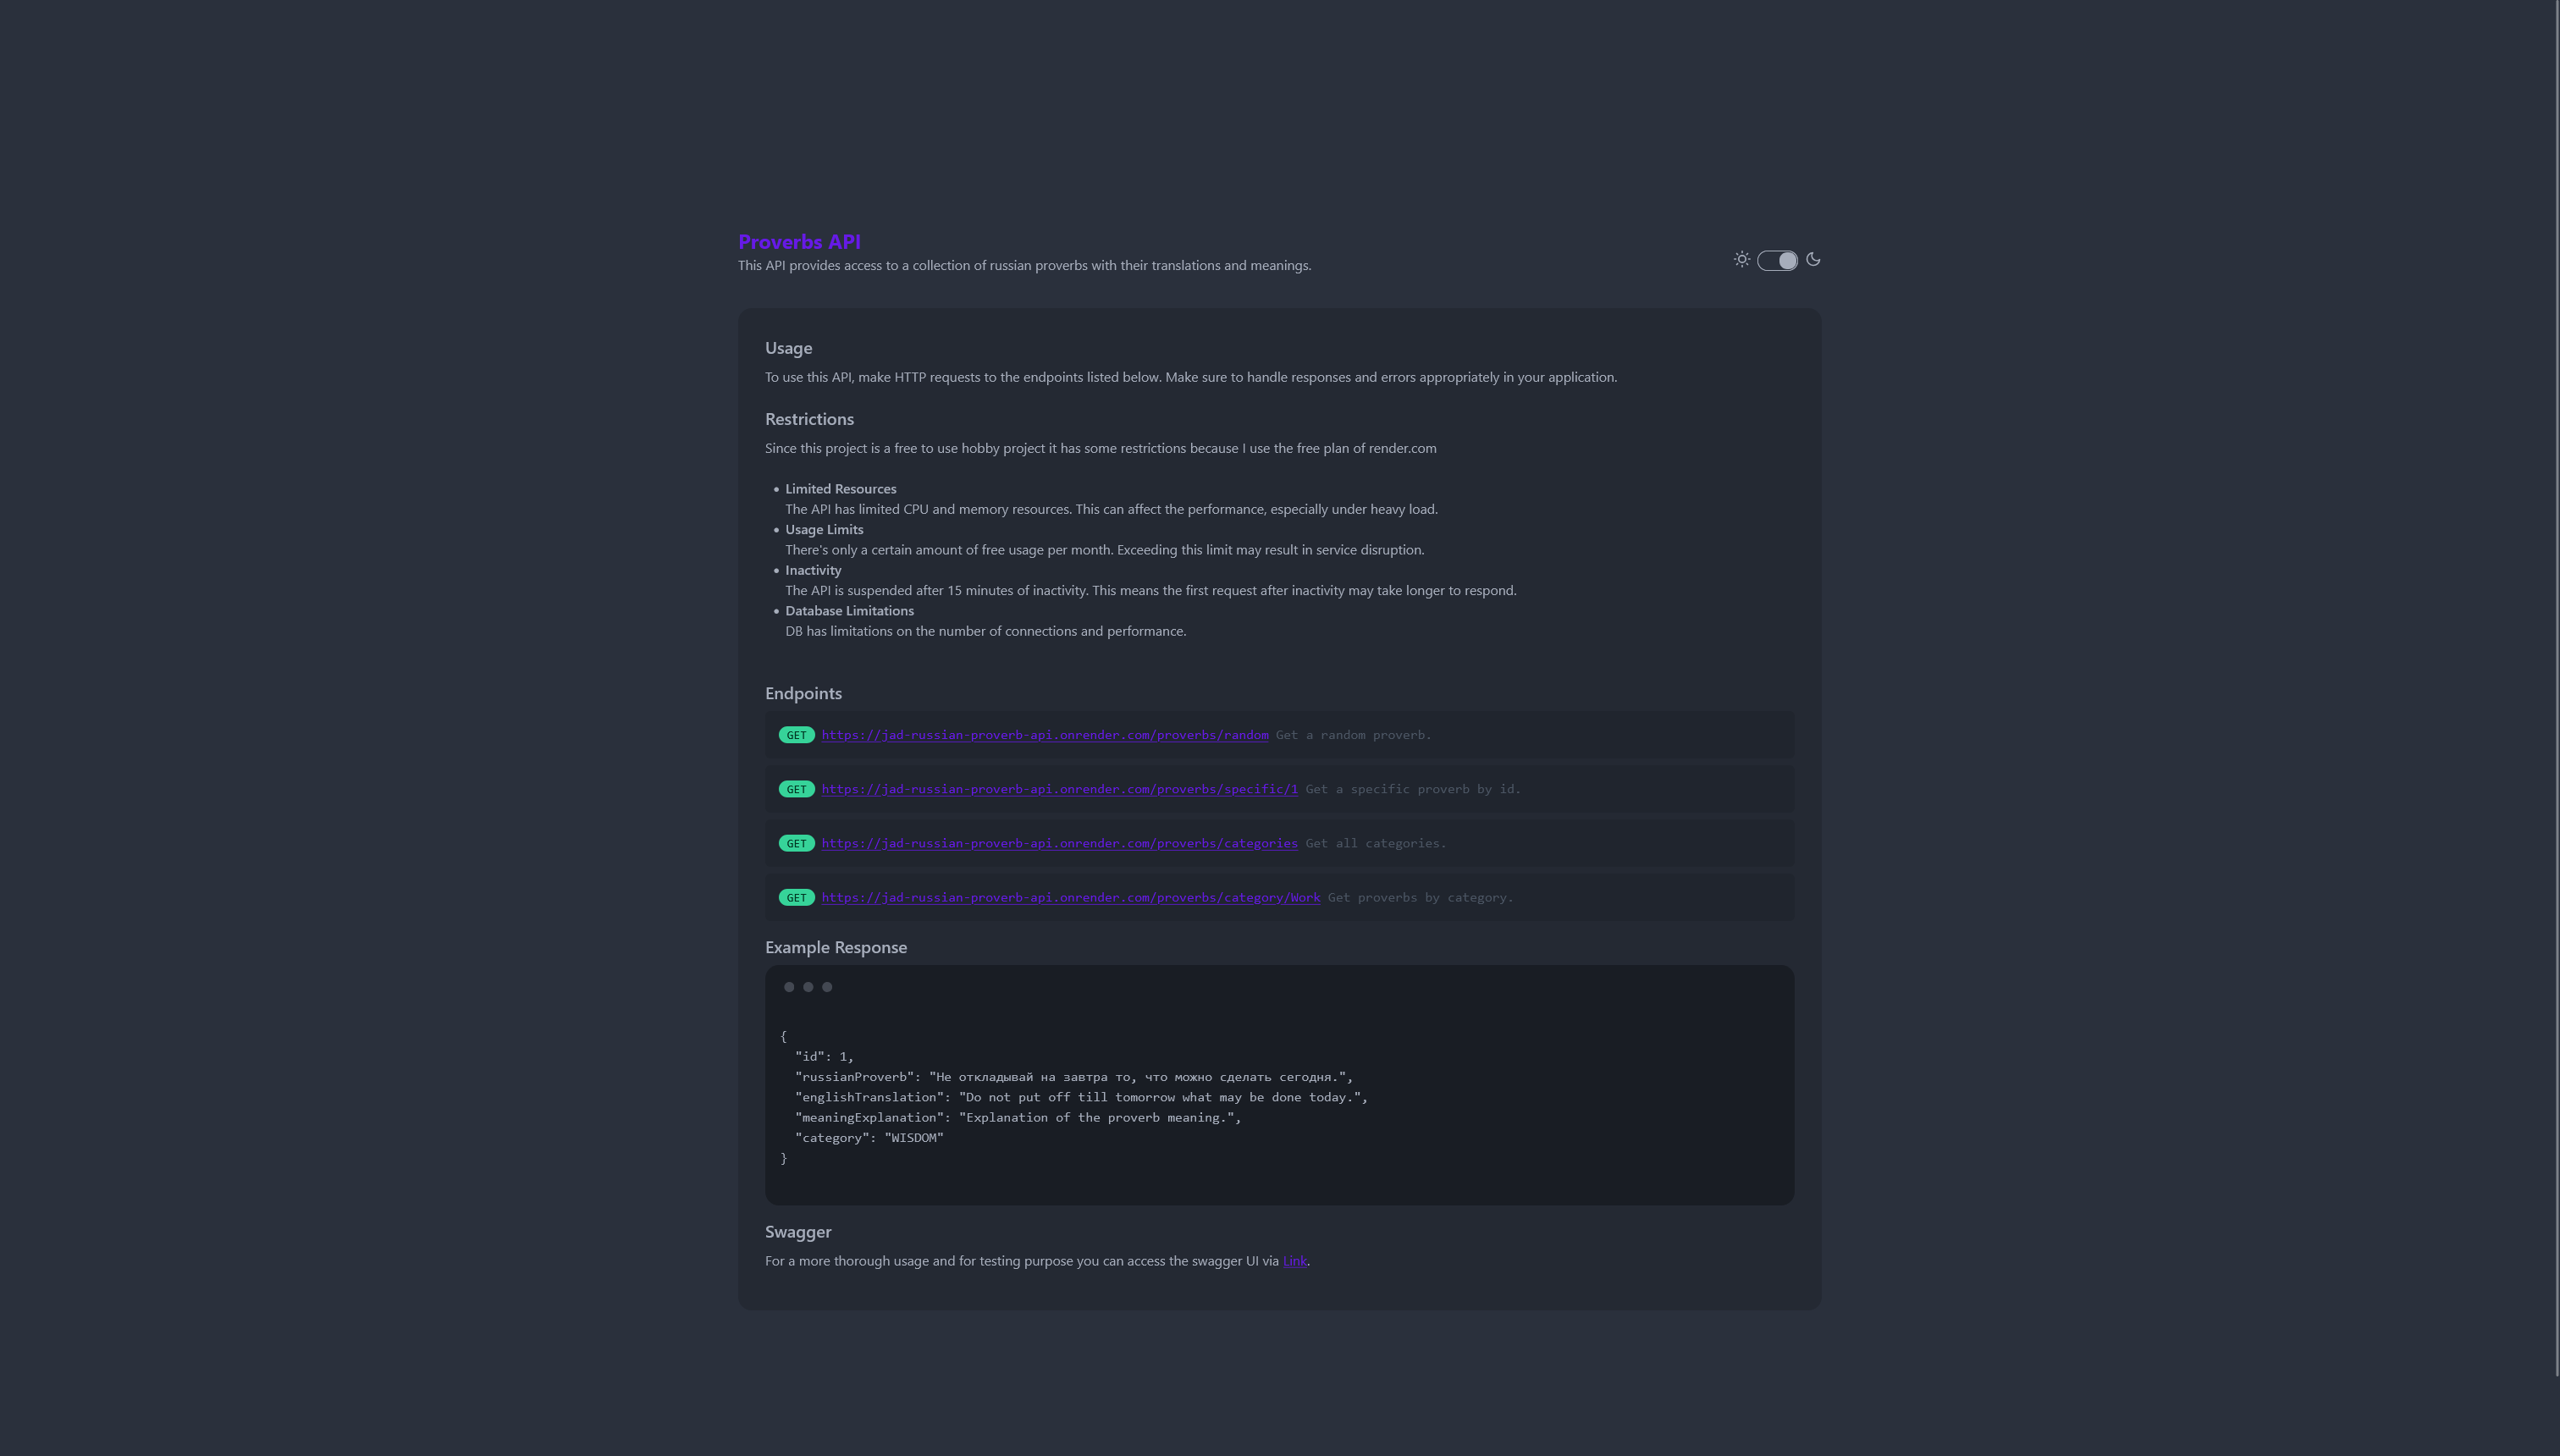 Proverbs API
This API provides access to a collection of russian proverbs with their translations and meanings.
Usage
To use this API, make HTTP requests to the endpoints listed below. Make sure to handle responses and errors appropriately in your application.
Restrictions
Since this project is a free to use hobby project it has some restrictions because I use the free plan of render.com
• Limited Resources
The API has limited CPU and memory resources. This can affect the performance, especially under heavy load.
• Usage Limits
There's only a certain amount of free usage per month. Exceeding this limit may result in service disruption.
• Inactivity
The API is suspended after 15 minutes of inactivity. This means the first request after inactivity may take longer to respond.
• Database Limitations
DB has limitations on the number of connections and performance.
Endpoints
GET https://jad-russian-proverb-api.onrender.com/proverbs/random Get a random proverb.
GET https://jad-russian-proverb-api.onrender.com/proverbs/specific/1 Get a specific proverb by id.
GET https://jad-russian-proverb-api.onrender.com/proverbs/categories Get all categories.
GET https://jad-russian-proverb-api.onrender.com/proverbs/category/Work Get proverbs by category.
Example Response
{
"id": 1,
"russianProverb": "Не откладывай на завтра то, что можно сделать сегодня.",
"englishTranslation": "Do not put off till tomorrow what may be done today.",
"meaningExplanation": "Explanation of the proverb meaning.",
"category": "WISDOM"
}
Swagger
For a more thorough usage and for testing purpose you can access the swagger UI via Link.